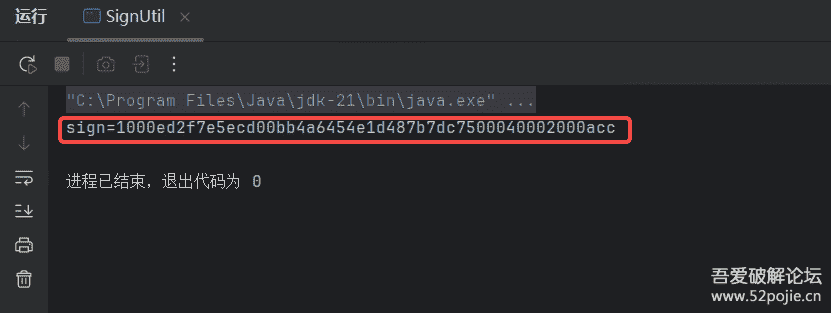 运行
SignUtil
"C:\Program Files\Java\jdk-21\bin\java.exe" ...
sign=1000ed2f7e5ecd00bb4a6454e1d487b7dc7500040002000acc
进程已结束，退出代码为 0
吾爱破解论坛
www.52pojie.cn